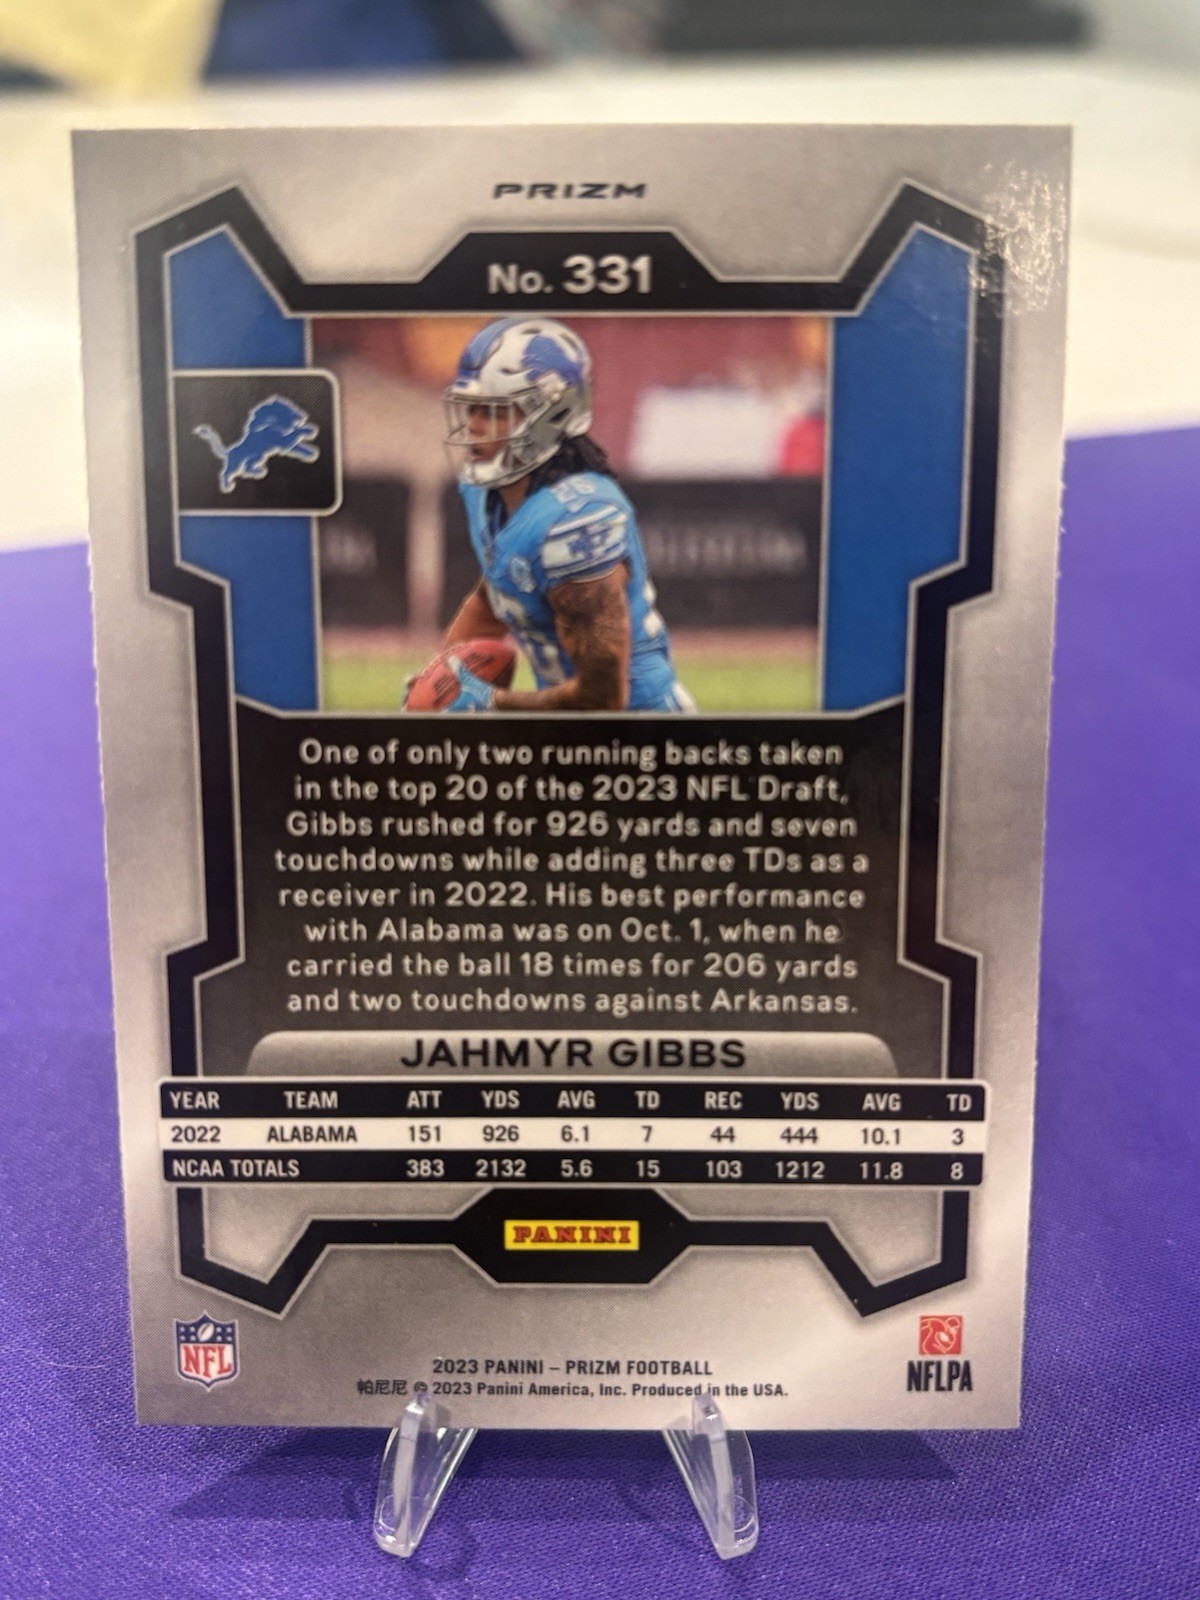 PRIZM
No. 331
26
One of only two running backs taken
in the top 20 of the 2023 NFL Draft,
Gibbs rushed for 926 yards and seven
touchdowns while adding three TDs as a
receiver in 2022. His best performance
with Alabama was on Oct. 1, when he
carried the ball 18 times for 206 yards
and two touchdowns against Arkansas.
JAHMYR GIBBS
YEAR TEAM ATT YDS AVG TD REC YDS AVG TD
2022 ALABAMA 151 926 6.1 7 44 444 10.1 3
NCAA TOTALS 383 2132 5.6 15 103 1212 11.8 8
PANINI
NFL
NFLPA
2023 PANINI – PRIZM FOOTBALL
帕尼尼 © 2023 Panini America, Inc. Produced in the USA.